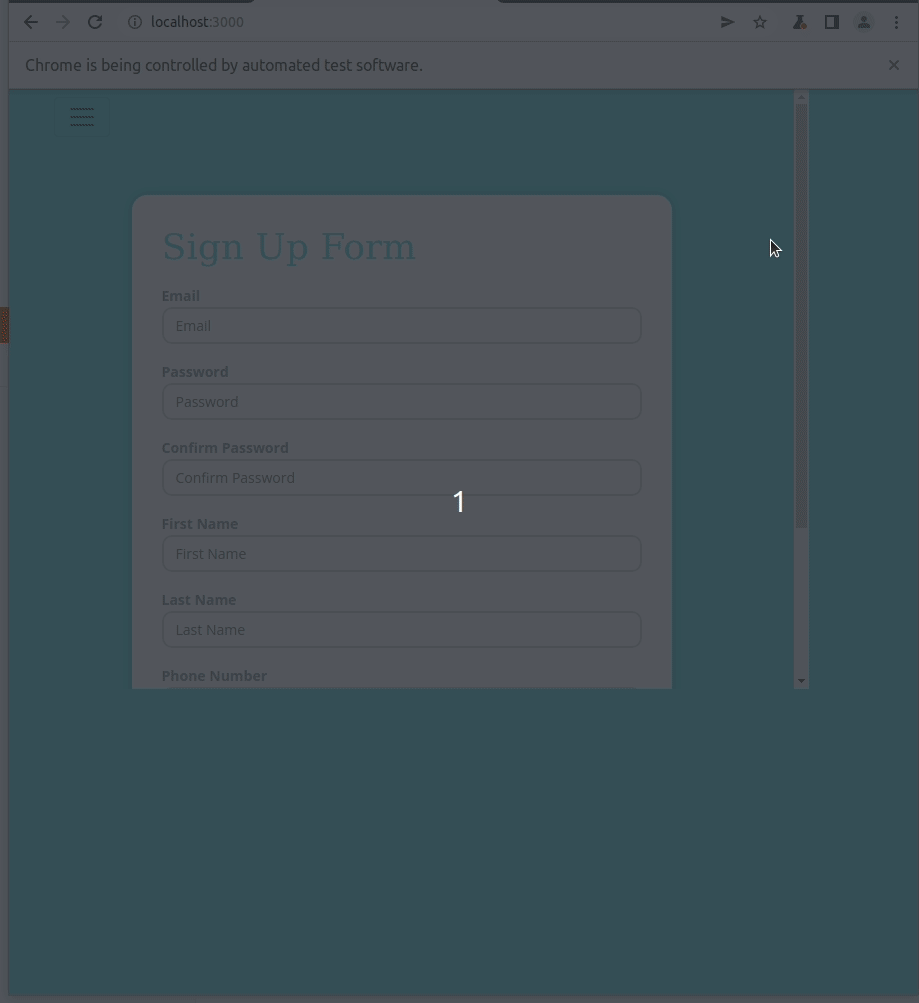 localhost:3000
Chrome is being controlled by automated test software.
Sign Up Form
Email
Email
Password
Password
Confirm Password
Confirm Password
1
First Name
First Name
Last Name
Last Name
Phone Number